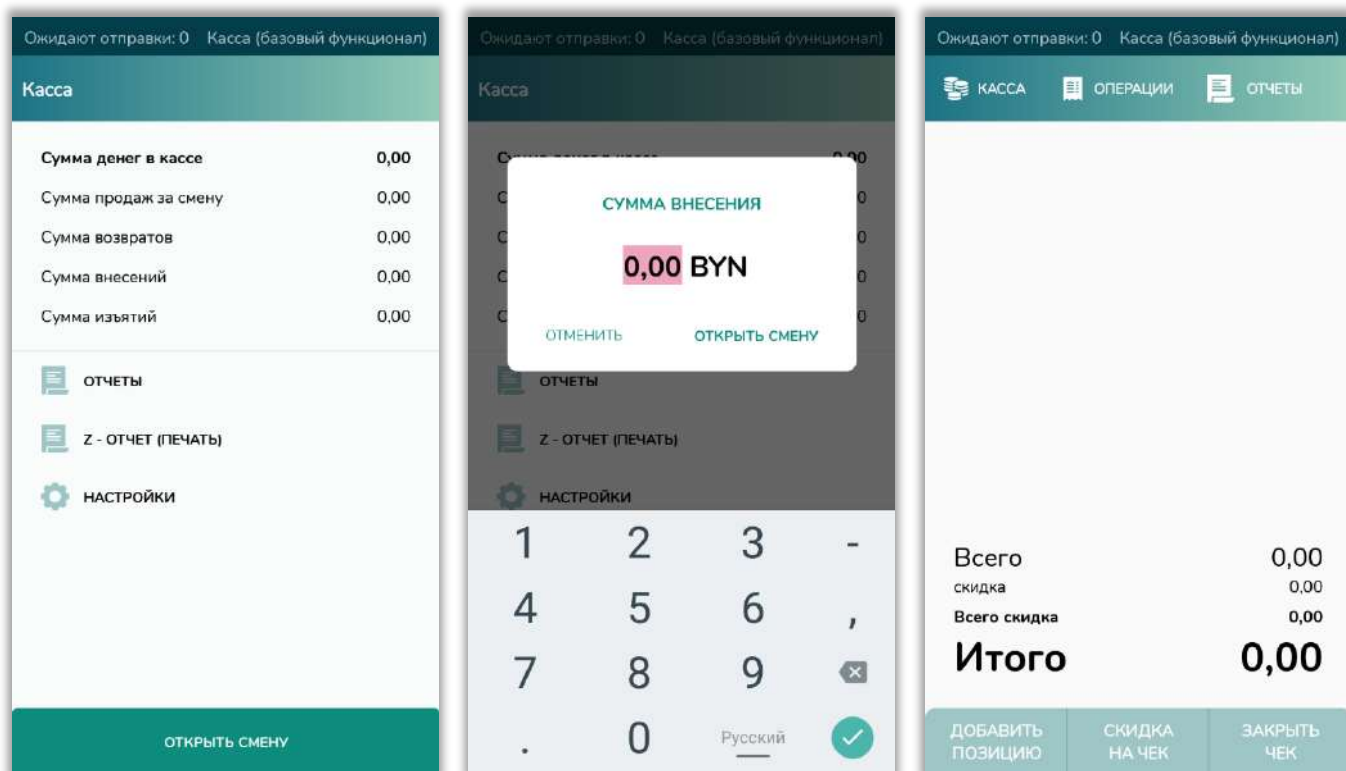 Ожидают отправки: 0 Касса (базовый функционал)
Касса
Сумма денег в кассе 0,00
Сумма продаж за смену 0,00
Сумма возвратов 0,00
Сумма внесений 0,00
Сумма изъятий 0,00
ОТЧЕТЫ
Z - ОТЧЕТ (ПЕЧАТЬ)
НАСТРОЙКИ
ОТКРЫТЬ СМЕНУ
Ожидают отправки: 0 Касса (базовый функционал)
Касса
СУММА ВНЕСЕНИЯ
0,00 BYN
ОТМЕНИТЬ ОТКРЫТЬ СМЕНУ
ОТЧЕТЫ
Z - ОТЧЕТ (ПЕЧАТЬ)
НАСТРОЙКИ
1 2 3 -
4 5 6 ,
7 8 9
. 0 Русский
Ожидают отправки: 0 Касса (базовый функционал)
КАССА ОПЕРАЦИИ ОТЧЕТЫ
Всего 0,00
скидка 0,00
Всего скидка 0,00
Итого 0,00
ДОБАВИТЬ СКИДКА ЗАКРЫТЬ
ПОЗИЦИЮ НА ЧЕК ЧЕК